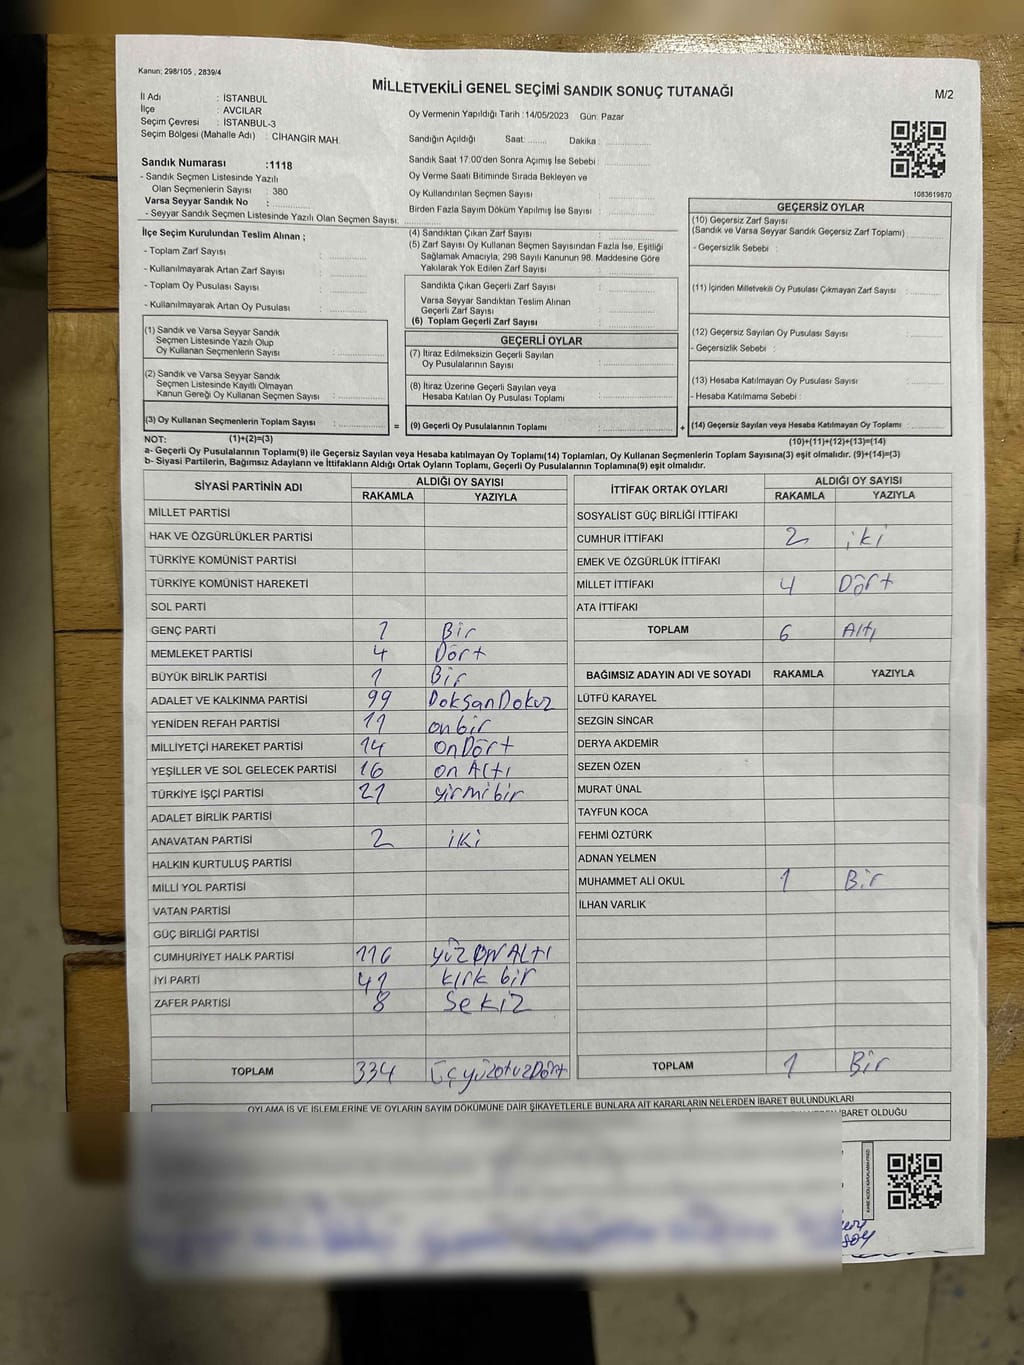 Kanun; 298/105 , 2839/4
MİLLETVEKİLİ GENEL SEÇİMİ SANDIK SONUÇ TUTANAĞI
M/2
İl Adı : İSTANBUL
İlçe : AVCILAR
Seçim Çevresi : İSTANBUL-3
Seçim Bölgesi (Mahalle Adı) : CİHANGİR MAH.
Sandık Numarası :1118
- Sandık Seçmen Listesinde Yazılı
Olan Seçmenlerin Sayısı : 380
Varsa Seyyar Sandık No :
- Seyyar Sandık Seçmen Listesinde Yazılı Olan Seçmen Sayısı:
Oy Vermenin Yapıldığı Tarih :14/05/2023 Gün: Pazar
Sandığın Açıldığı Saat: ........ Dakika :
Sandık Saat 17:00'den Sonra Açımış İse Sebebi :
Oy Verme Saati Bitiminde Sırada Bekleyen ve
Oy Kullandırılan Seçmen Sayısı :
Birden Fazla Sayım Döküm Yapılmış İse Sayısı :
1083619870
İlçe Seçim Kurulundan Teslim Alınan ;
- Toplam Zarf Sayısı :
- Kullanılmayarak Artan Zarf Sayısı :
- Toplam Oy Pusulası Sayısı :
- Kullanılmayarak Artan Oy Pusulası :
(4) Sandıktan Çıkan Zarf Sayısı :
(5) Zarf Sayısı Oy Kullanan Seçmen Sayısından Fazla İse, Eşitliği
Sağlamak Amacıyla; 298 Sayılı Kanunun 98. Maddesine Göre
Yakılarak Yok Edilen Zarf Sayısı :
Sandıkta Çıkan Geçerli Zarf Sayısı :
Varsa Seyyar Sandıktan Teslim Alınan
Geçerli Zarf Sayısı :
(6) Toplam Geçerli Zarf Sayısı :
GEÇERSİZ OYLAR
(10) Geçersiz Zarf Sayısı
(Sandık ve Varsa Seyyar Sandık Geçersiz Zarf Toplamı) :
- Geçersizlik Sebebi :
(11) İçinden Milletvekili Oy Pusulası Çıkmayan Zarf Sayısı :
(12) Geçersiz Sayılan Oy Pusulası Sayısı :
- Geçersizlik Sebebi :
(13) Hesaba Katılmayan Oy Pusulası Sayısı :
- Hesaba Katılmama Sebebi :
(14) Geçersiz Sayılan veya Hesaba Katılmayan Oy Toplamı :
(10)+(11)+(12)+(13)=(14)
(1) Sandık ve Varsa Seyyar Sandık
Seçmen Listesinde Yazılı Olup
Oy Kullanan Seçmenlerin Sayısı :
(2) Sandık ve Varsa Seyyar Sandık
Seçmen Listesinde Kayıtlı Olmayan
Kanun Gereği Oy Kullanan Seçmen Sayısı :
(3) Oy Kullanan Seçmenlerin Toplam Sayısı : =
GEÇERLİ OYLAR
(7) İtiraz Edilmeksizin Geçerli Sayılan
Oy Pusulalarının Sayısı :
(8) İtiraz Üzerine Geçerli Sayılan veya
Hesaba Katılan Oy Pusulası Toplamı :
(9) Geçerli Oy Pusulalarının Toplamı : +
NOT: (1)+(2)=(3)
a- Geçerli Oy Pusulalarının Toplamı(9) ile Geçersiz Sayılan veya Hesaba katılmayan Oy Toplamı(14) Toplamları, Oy Kullanan Seçmenlerin Toplam Sayısına(3) eşit olmalıdır. (9)+(14)=(3)
b- Siyasi Partilerin, Bağımsız Adayların ve İttifakların Aldığı Ortak Oyların Toplamı, Geçerli Oy Pusulalarının Toplamına(9) eşit olmalıdır.
SİYASİ PARTİNİN ADI ALDIĞI OY SAYISI
RAKAMLA YAZIYLA
MİLLET PARTİSİ
HAK VE ÖZGÜRLÜKLER PARTİSİ
TÜRKİYE KOMÜNİST PARTİSİ
TÜRKİYE KOMÜNİST HAREKETİ
SOL PARTİ
GENÇ PARTİ 1 Bir
MEMLEKET PARTİSİ 4 Dört
BÜYÜK BİRLİK PARTİSİ 1 Bir
ADALET VE KALKINMA PARTİSİ 99 DoksanDokuz
YENİDEN REFAH PARTİSİ 11 onbir
MİLLİYETÇİ HAREKET PARTİSİ 14 onDört
YEŞİLLER VE SOL GELECEK PARTİSİ 16 on Altı
TÜRKİYE İŞÇİ PARTİSİ 21 yirmibir
ADALET BİRLİK PARTİSİ
ANAVATAN PARTİSİ 2 iki
HALKIN KURTULUŞ PARTİSİ
MİLLİ YOL PARTİSİ
VATAN PARTİSİ
GÜÇ BİRLİĞİ PARTİSİ
CUMHURİYET HALK PARTİSİ 116 yüz ON ALTI
İYİ PARTİ 41 kırk bir
ZAFER PARTİSİ 8 Sekiz
TOPLAM 334 ÜçyüzotuzDört
İTTİFAK ORTAK OYLARI ALDIĞI OY SAYISI
RAKAMLA YAZIYLA
SOSYALİST GÜÇ BİRLİĞİ İTTİFAKI
CUMHUR İTTİFAKI 2 iki
EMEK VE ÖZGÜRLÜK İTTİFAKI
MİLLET İTTİFAKI 4 Dört
ATA İTTİFAKI
TOPLAM 6 Altı
BAĞIMSIZ ADAYIN ADI VE SOYADI RAKAMLA YAZIYLA
LÜTFÜ KARAYEL
SEZGİN SİNCAR
DERYA AKDEMİR
SEZEN ÖZEN
MURAT ÜNAL
TAYFUN KOCA
FEHMİ ÖZTÜRK
ADNAN YELMEN
MUHAMMET ALİ OKUL 1 Bir
İLHAN VARLIK
TOPLAM 1 Bir
OYLAMA İŞ VE İŞLEMLERİNE VE OYLARIN SAYIM DÖKÜMÜNE DAİR ŞİKAYETLERLE BUNLARA AİT KARARLARIN NELERDEN İBARET BULUNDUKLARI
İBARET OLDUĞU